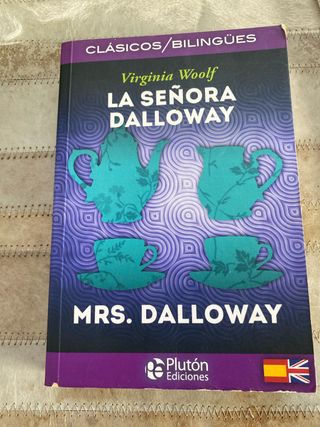 CLÁSICOS/BILINGÜES
Virginia Woolf
LA SEÑORA
DALLOWAY
MRS. DALLOWAY
Plutón
Ediciones